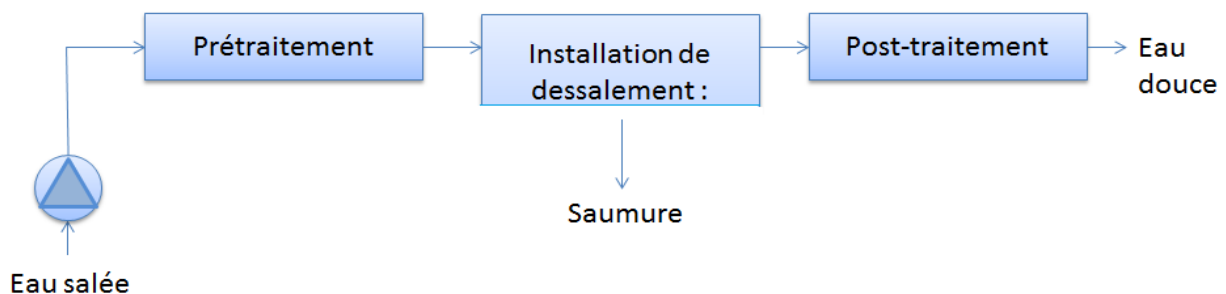 Prétraitement
Installation de
dessalement :
Post-traitement
Eau
douce
Saumure
Eau salée